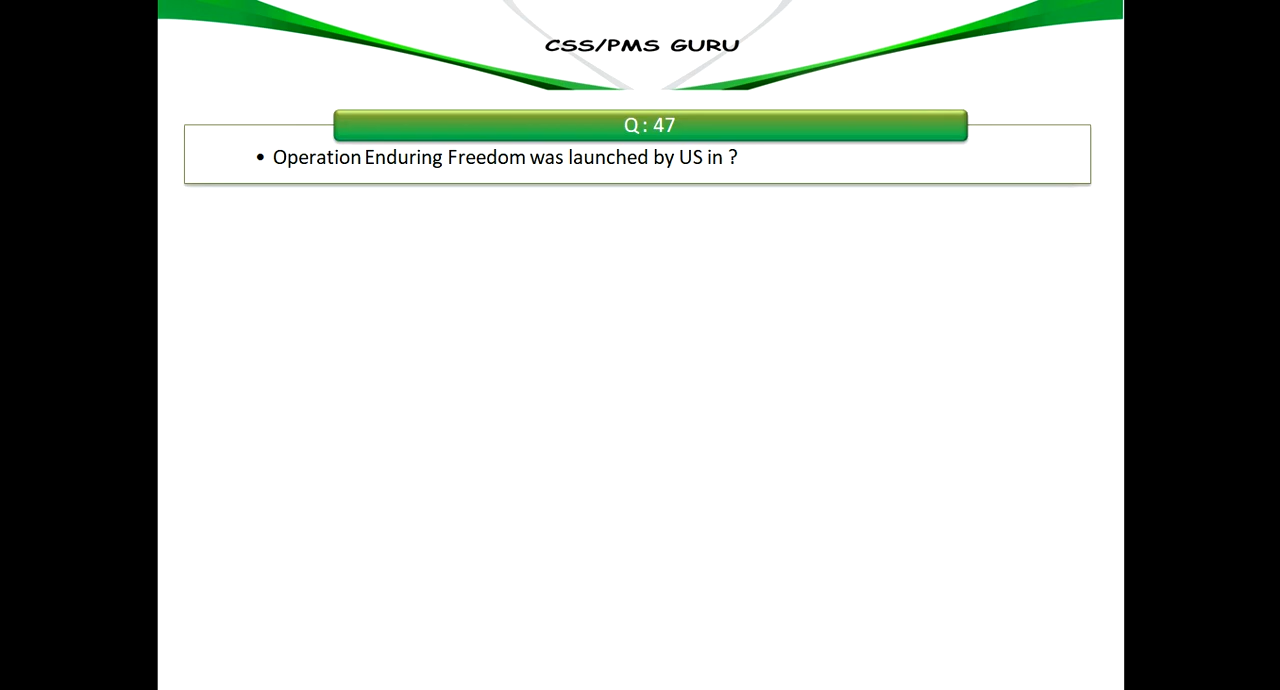 CSS/PMS GURU
Q : 47
• Operation Enduring Freedom was launched by US in ?